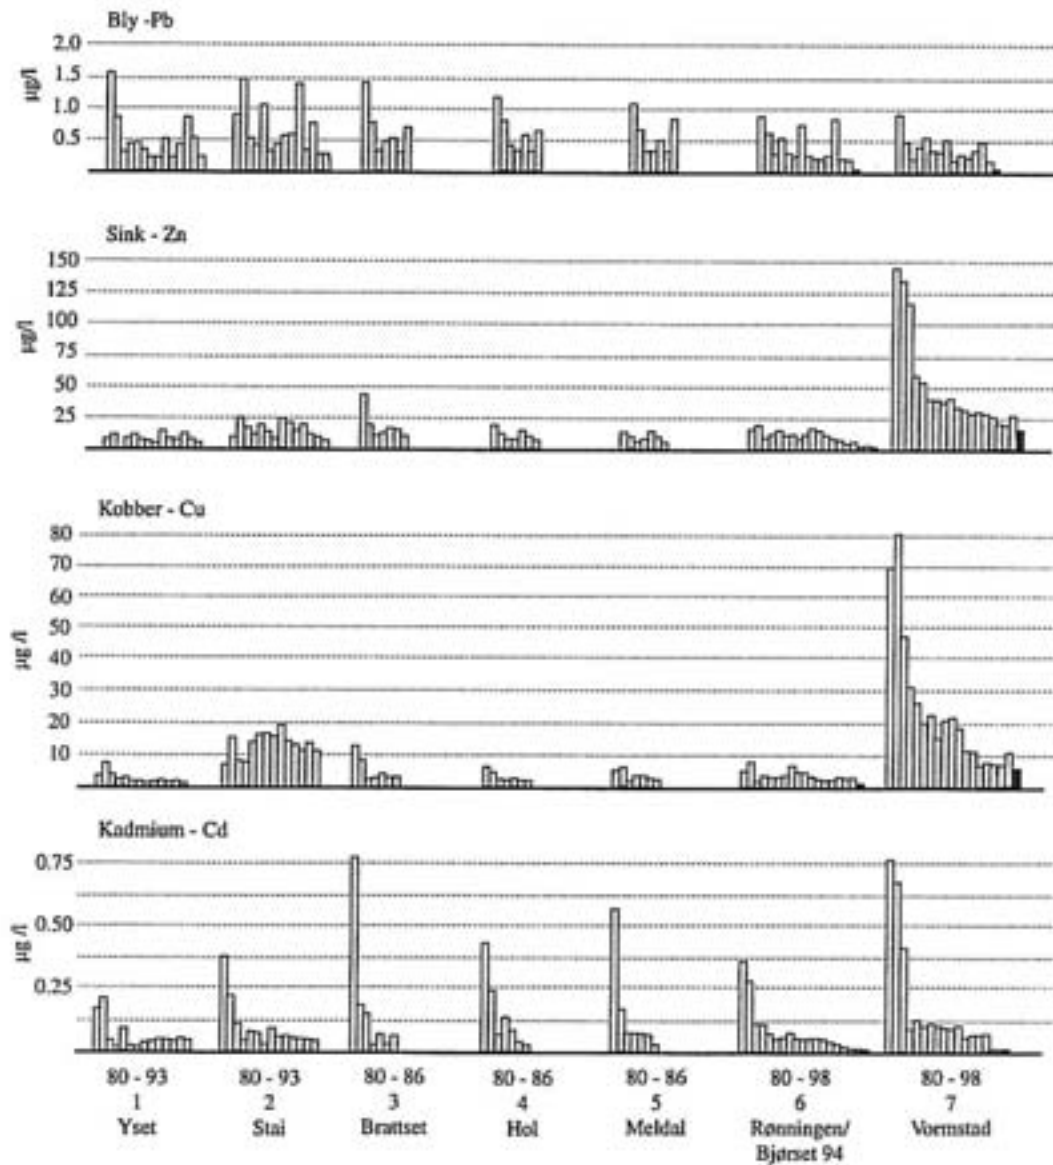 Bly -Pb
2.0
1.5
1.0
0.5
µg/l
Sink - Zn
150
125
100
75
50
25
µg/l
Kobber - Cu
80
70
60
50
40
30
20
10
µg /l
Kadmium - Cd
0.75
0.50
0.25
µg /l
80 - 93 80 - 93 80 - 86 80 - 86 80 - 86 80 - 98 80 - 98
1 2 3 4 5 6 7
Yset Stai Brattset Hol Meldal Rønningen/ Vormstad
Bjørset 94